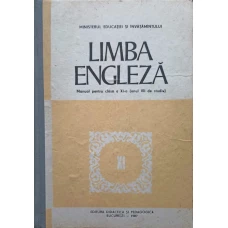 MINISTERUL EDUCAȚIEI ȘI ÎNVĂȚĂMÎNTULUI
LIMBA
ENGLEZĂ
Manual pentru clasa a XI-a (anul VII de studiu)
XI
EDITURA DIDACTICĂ ȘI PEDAGOGICĂ
BUCUREȘTI